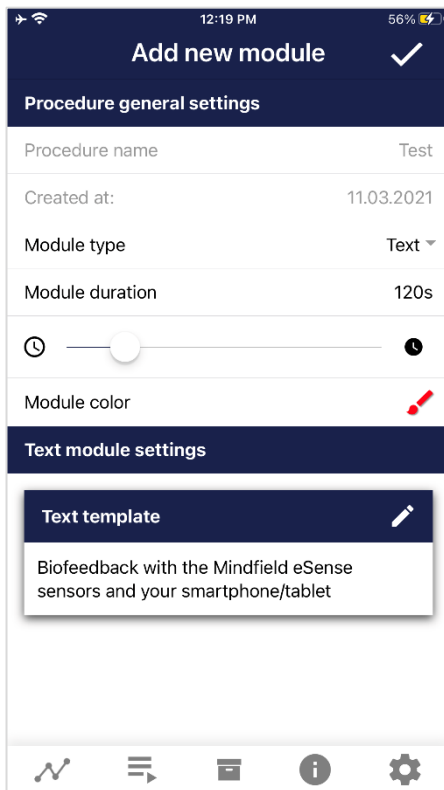 12:19 PM
56%
Add new module
Procedure general settings
Procedure name Test
Created at: 11.03.2021
Module type Text
Module duration 120s
Module color
Text module settings
Text template
Biofeedback with the Mindfield eSense
sensors and your smartphone/tablet